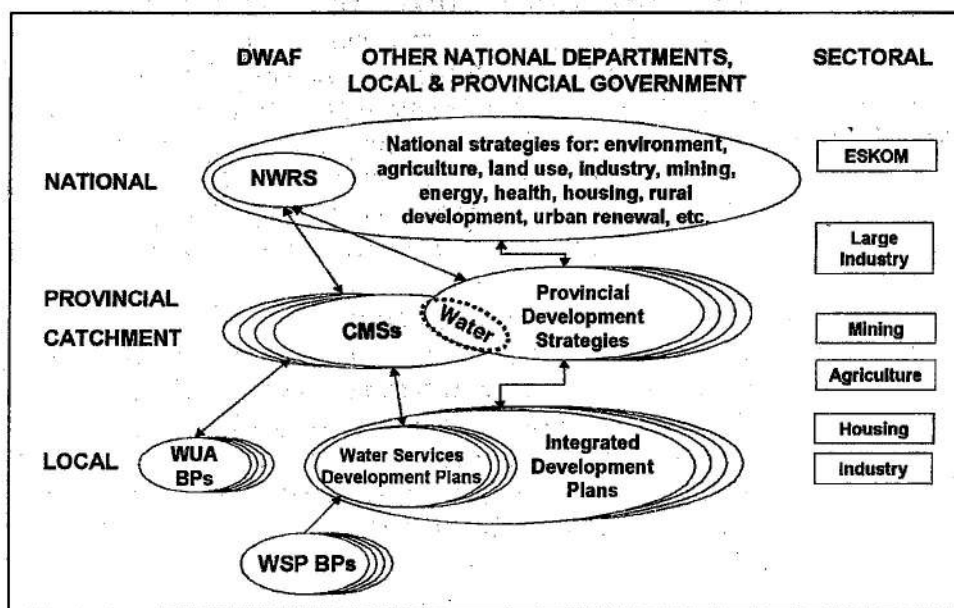 DWAF
OTHER NATIONAL DEPARTMENTS,
LOCAL & PROVINCIAL GOVERNMENT
SECTORAL
NATIONAL
NWRS
National strategies for: environment,
agriculture, land use, industry, mining,
energy, health, housing, rural
development, urban renewal, etc.
ESKOM
Large
Industry
PROVINCIAL
CATCHMENT
CMSs
Water
Provincial
Development
Strategies
Mining
Agriculture
Housing
Industry
LOCAL
WUA
BPs
Water Services
Development Plans
Integrated
Development
Plans
WSP BPs